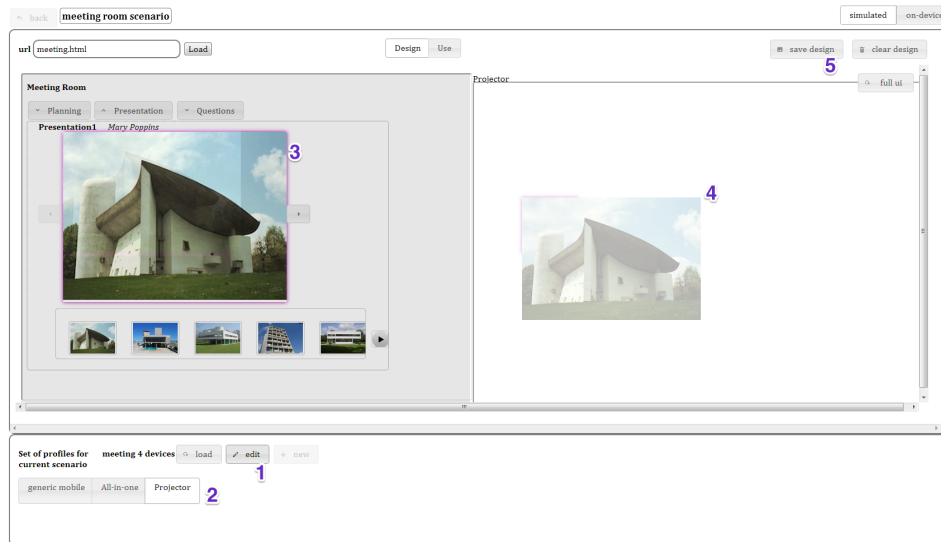 back meeting room scenario simulated on-device
url meeting.html Load Design Use save design clear design
5
Meeting Room Projector full ui
Planning Presentation Questions
Presentation1 Mary Poppins
3
4
Set of profiles for meeting 4 devices load edit new
current scenario
1
generic mobile All-in-one Projector 2